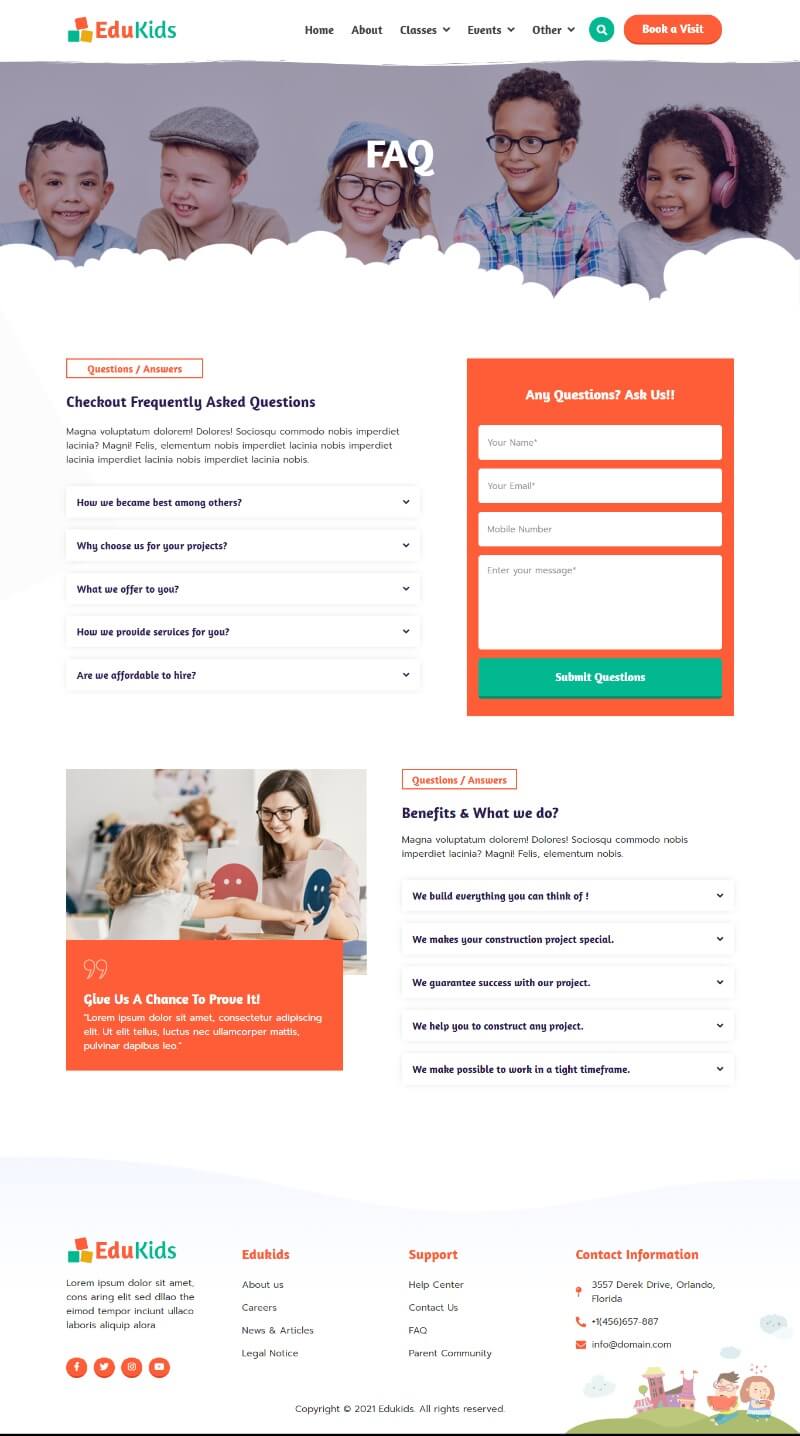 EduKids
Home About Classes Events Other Book a Visit
FAQ
Questions / Answers
Checkout Frequently Asked Questions
Magna voluptatum dolorem! Dolores! Sociosqu commodo nobis imperdiet
lacinia? Magni! Felis, elementum nobis imperdiet lacinia nobis imperdiet
lacinia imperdiet lacinia nobis imperdiet lacinia nobis.
How we became best among others?
Why choose us for your projects?
What we offer to you?
How we provide services for you?
Are we affordable to hire?
Any Questions? Ask Us!!
Your Name*
Your Email*
Mobile Number
Enter your message*
Submit Questions
Give Us A Chance To Prove It!
"Lorem ipsum dolor sit amet, consectetur adipiscing
elit. Ut elit tellus, luctus nec ullamcorper mattis,
pulvinar dapibus leo."
Questions / Answers
Benefits & What we do?
Magna voluptatum dolorem! Dolores! Sociosqu commodo nobis
imperdiet lacinia? Magni! Felis, elementum nobis.
We build everything you can think of !
We makes your construction project special.
We guarantee success with our project.
We help you to construct any project.
We make possible to work in a tight timeframe.
EduKids
Lorem ipsum dolor sit amet,
cons aring elit sed dllao the
eimod tempor inciunt ullaco
laboris aliquip alora
Edukids
About us
Careers
News & Articles
Legal Notice
Support
Help Center
Contact Us
FAQ
Parent Community
Contact Information
3557 Derek Drive, Orlando,
Florida
+1(456)657-887
info@domain.com
Copyright © 2021 Edukids. All rights reserved.